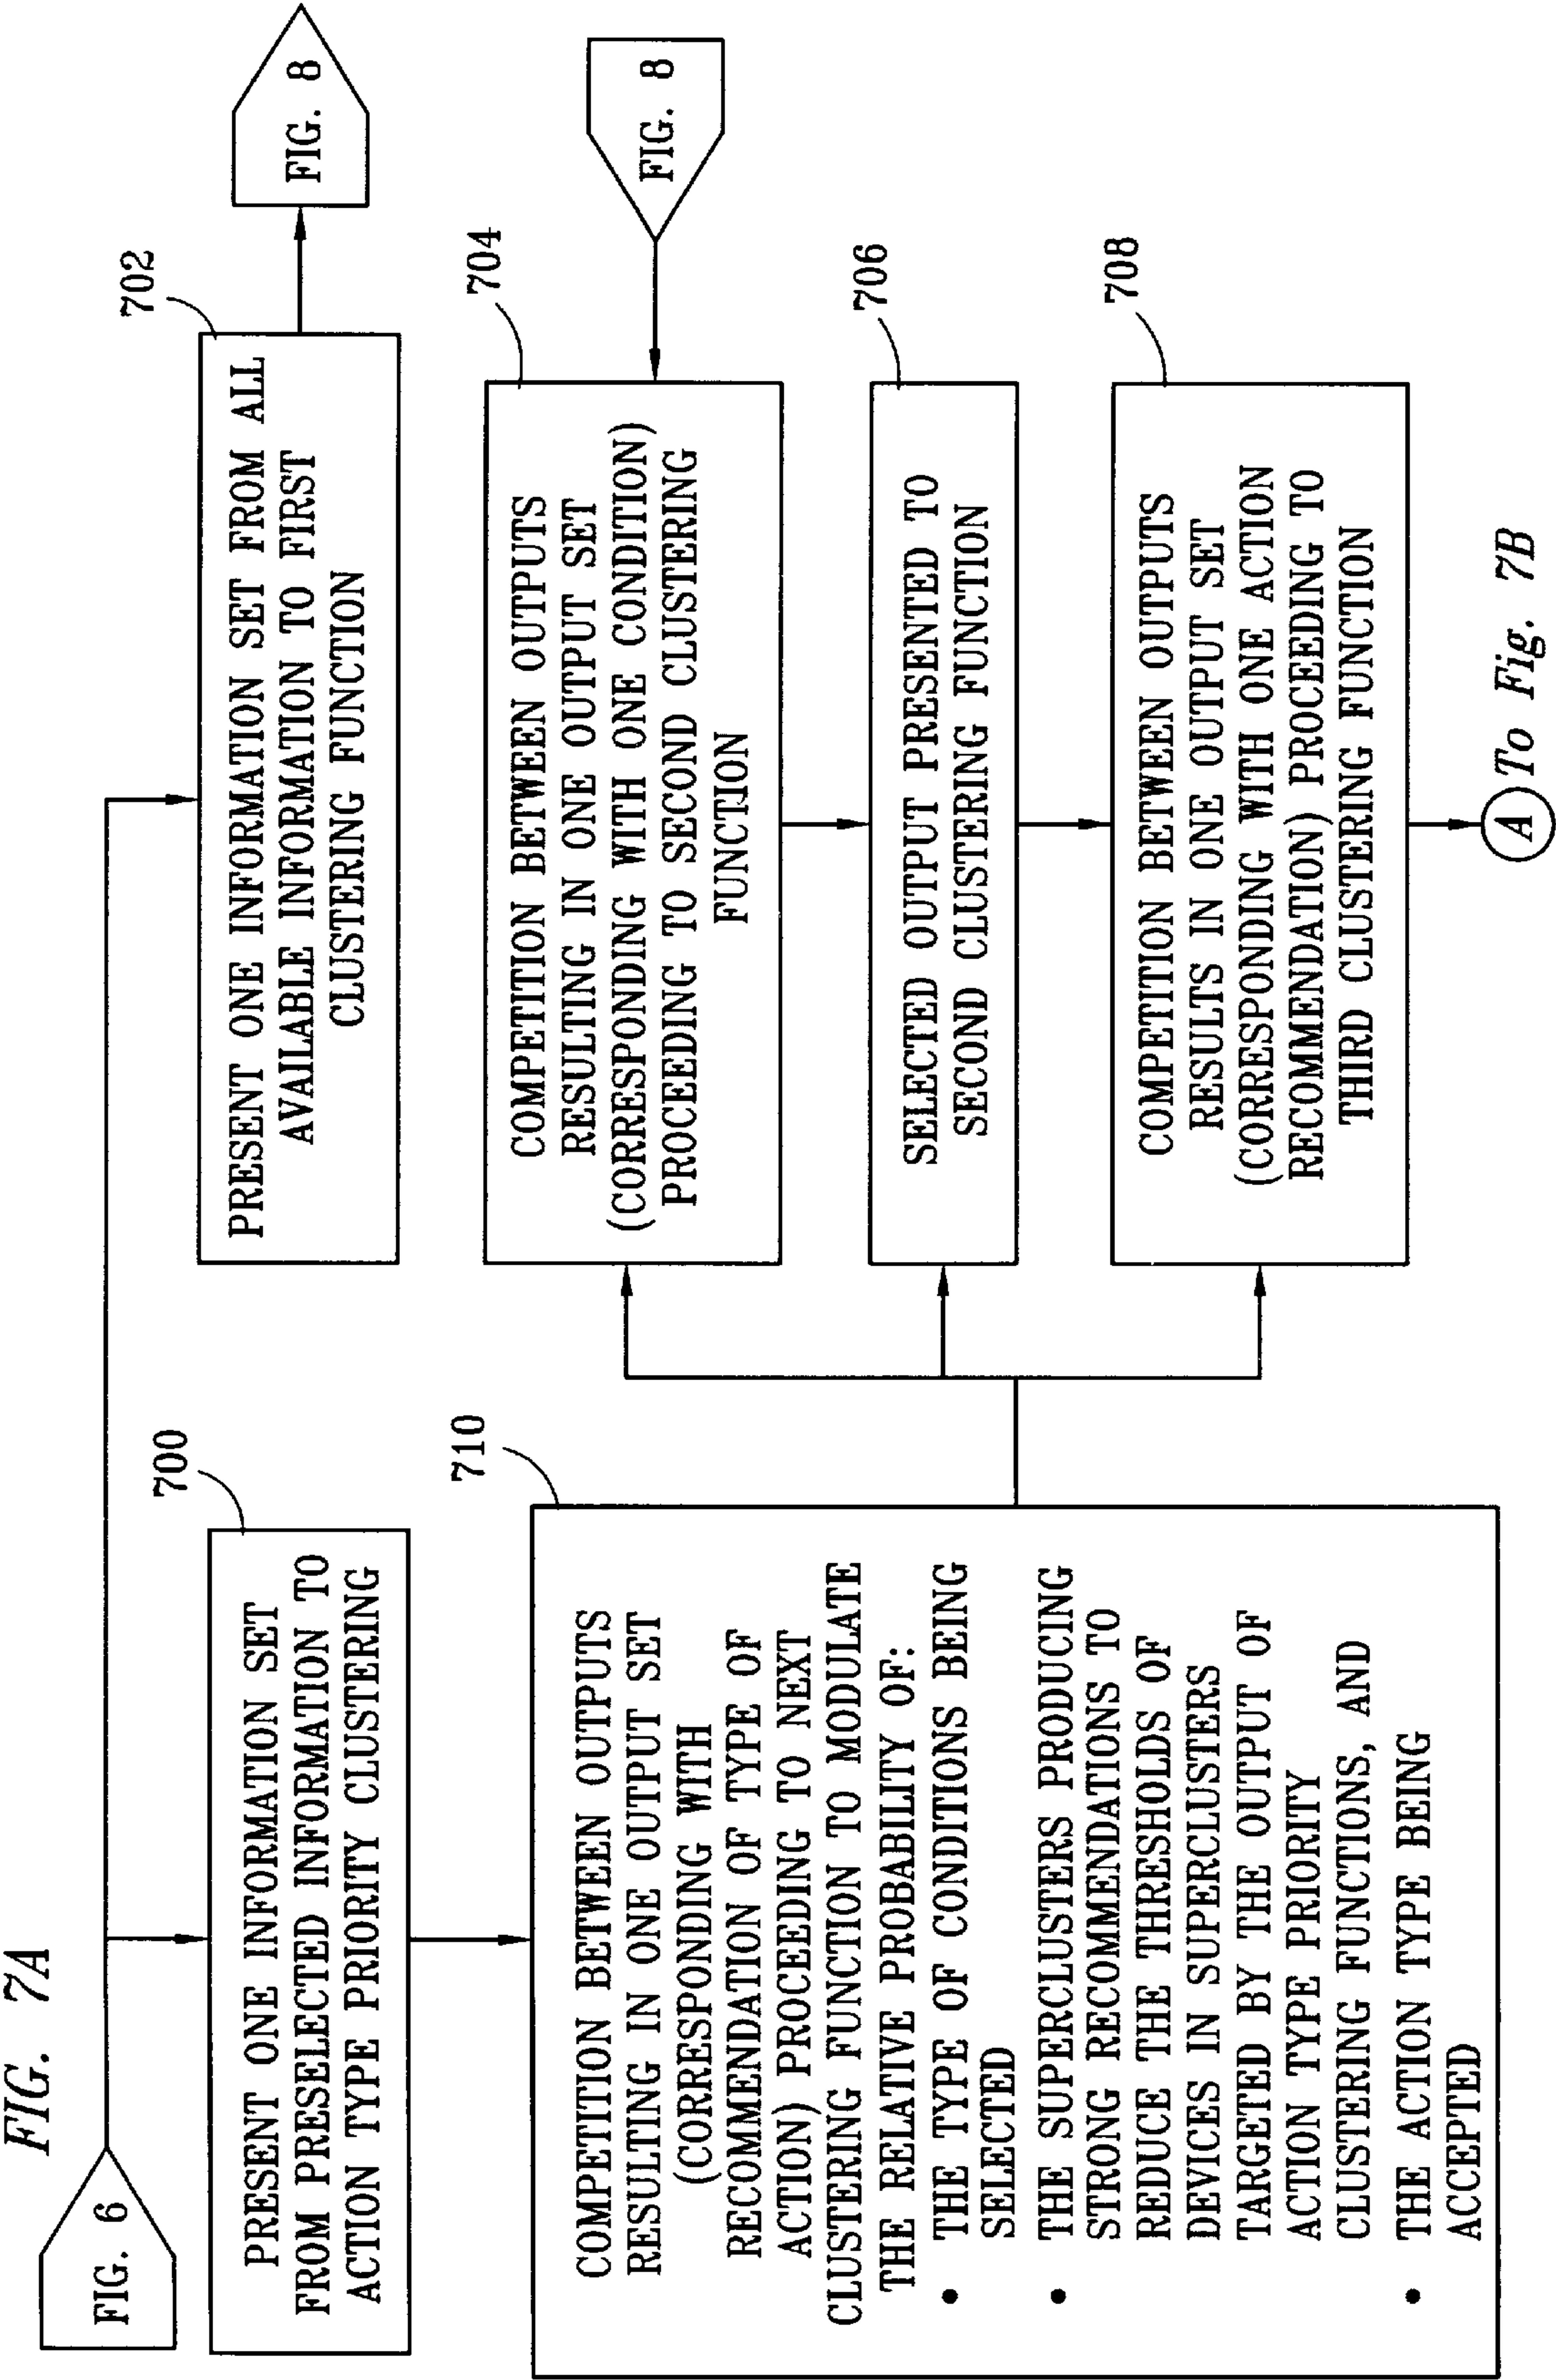 FIG. 7A
FIG. 6
700
PRESENT ONE INFORMATION SET
FROM PRESELECTED INFORMATION TO
ACTION TYPE PRIORITY CLUSTERING
710
COMPETITION BETWEEN OUTPUTS
RESULTING IN ONE OUTPUT SET
(CORRESPONDING WITH
RECOMMENDATION OF TYPE OF
ACTION) PROCEEDING TO NEXT
CLUSTERING FUNCTION TO MODULATE
THE RELATIVE PROBABILITY OF:
• THE TYPE OF CONDITIONS BEING
SELECTED
• THE SUPERCLUSTERS PRODUCING
STRONG RECOMMENDATIONS TO
REDUCE THE THRESHOLDS OF
DEVICES IN SUPERCLUSTERS
TARGETED BY THE OUTPUT OF
ACTION TYPE PRIORITY
CLUSTERING FUNCTIONS, AND
• THE ACTION TYPE BEING
ACCEPTED
702
PRESENT ONE INFORMATION SET FROM ALL
AVAILABLE INFORMATION TO FIRST
CLUSTERING FUNCTION
FIG. 8
704
COMPETITION BETWEEN OUTPUTS
RESULTING IN ONE OUTPUT SET
(CORRESPONDING WITH ONE CONDITION)
PROCEEDING TO SECOND CLUSTERING
FUNCTION
FIG. 8
706
SELECTED OUTPUT PRESENTED TO
SECOND CLUSTERING FUNCTION
708
COMPETITION BETWEEN OUTPUTS
RESULTS IN ONE OUTPUT SET
(CORRESPONDING WITH ONE ACTION
RECOMMENDATION) PROCEEDING TO
THIRD CLUSTERING FUNCTION
A To Fig. 7B